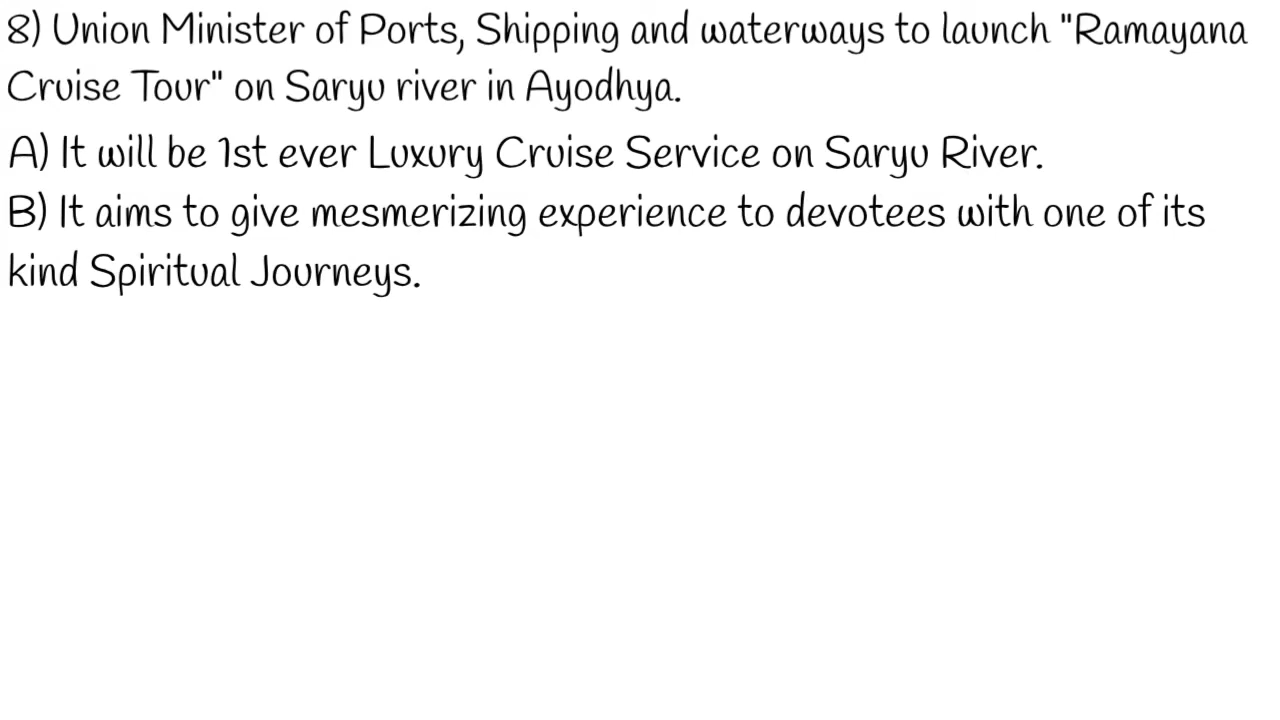 8) Union Minister of Ports, Shipping and waterways to launch "Ramayana
Cruise Tour" on Saryu river in Ayodhya.
A) It will be 1st ever Luxury Cruise Service on Saryu River.
B) It aims to give mesmerizing experience to devotees with one of its
kind Spiritual Journeys.